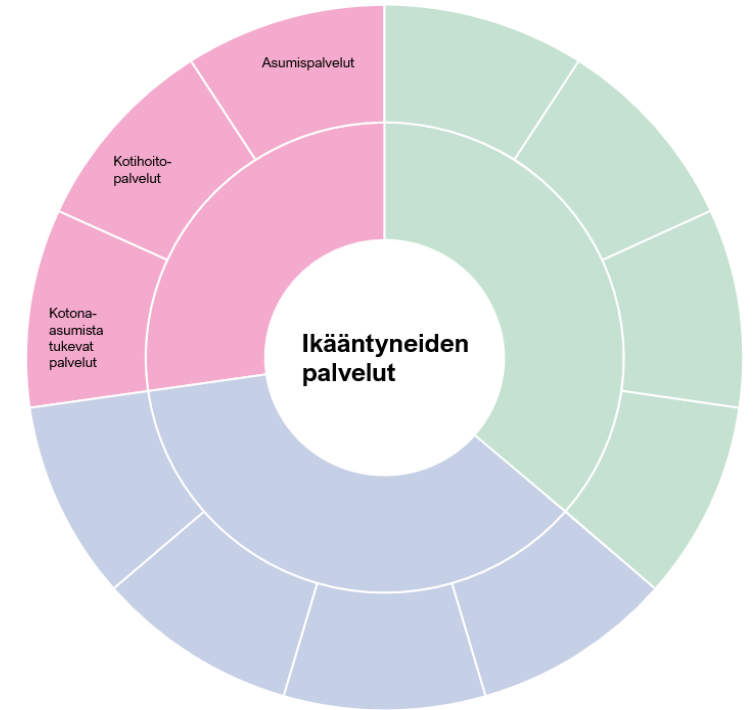 Asumispalvelut
Kotihoito-
palvelut
Kotona-
asumista
tukevat
palvelut
Ikääntyneiden
palvelut